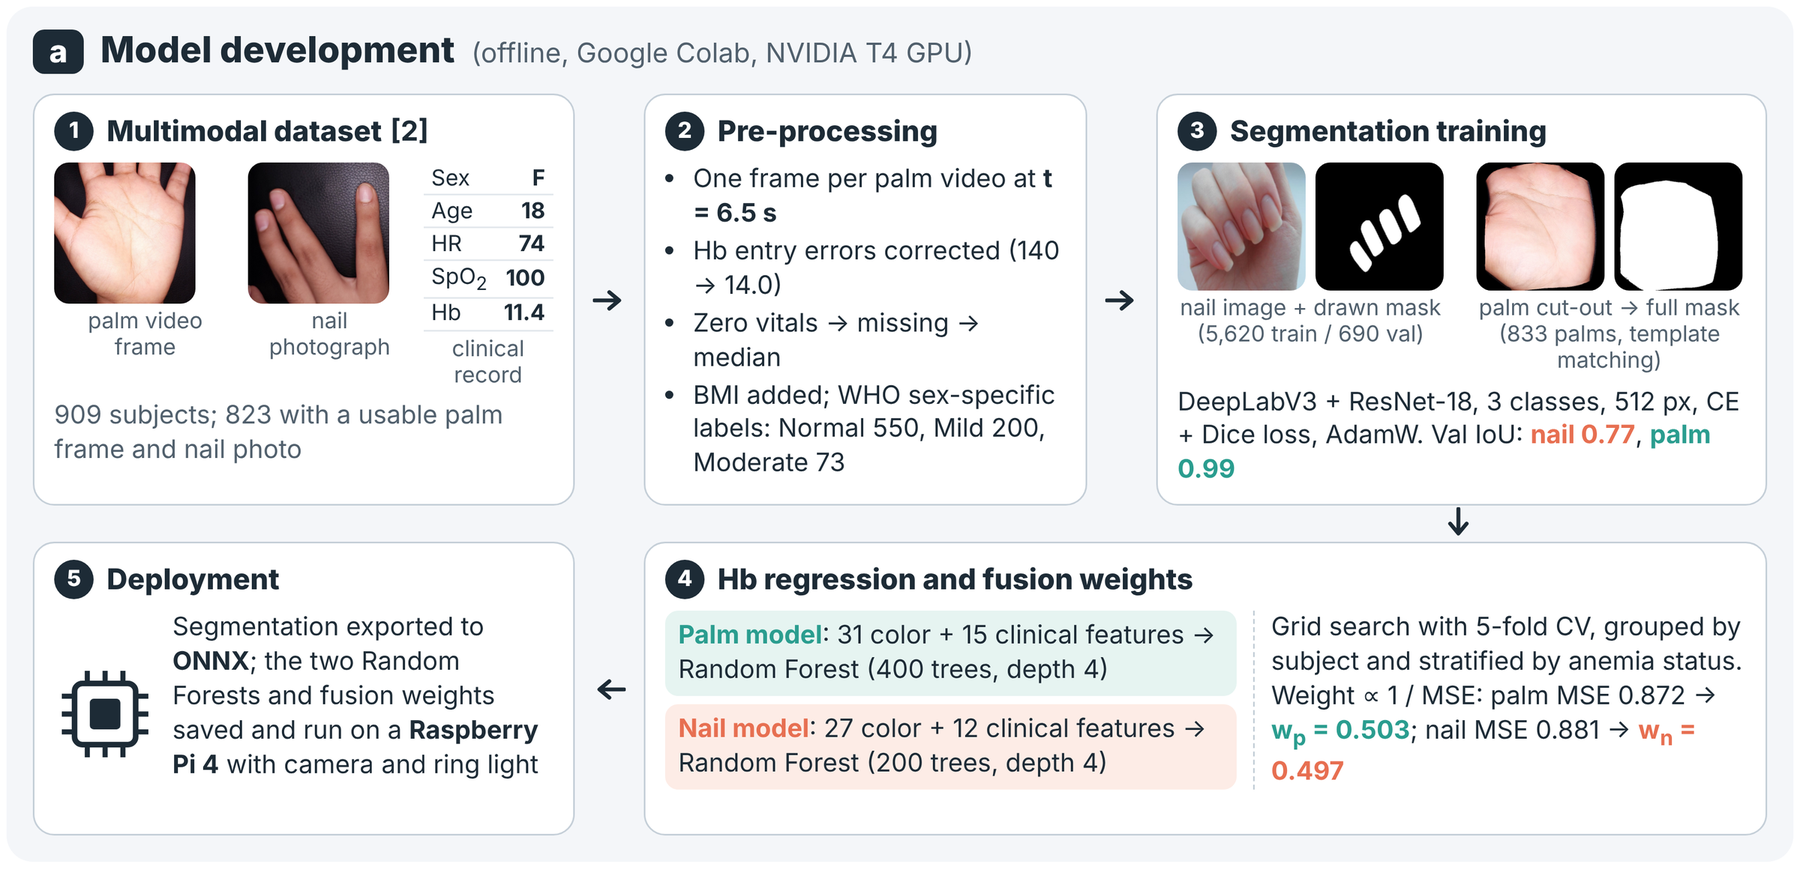 a Model development (offline, Google Colab, NVIDIA T4 GPU)
1 Multimodal dataset [2]
Sex F
Age 18
HR 74
SpO₂ 100
Hb 11.4
palm video
frame
nail
photograph
clinical
record
909 subjects; 823 with a usable palm
frame and nail photo
2 Pre-processing
• One frame per palm video at t
= 6.5 s
• Hb entry errors corrected (140
→ 14.0)
• Zero vitals → missing →
median
• BMI added; WHO sex-specific
labels: Normal 550, Mild 200,
Moderate 73
3 Segmentation training
nail image + drawn mask
(5,620 train / 690 val)
palm cut-out → full mask
(833 palms, template
matching)
DeepLabV3 + ResNet-18, 3 classes, 512 px, CE
+ Dice loss, AdamW. Val IoU: nail 0.77, palm
0.99
4 Hb regression and fusion weights
Palm model: 31 color + 15 clinical features →
Random Forest (400 trees, depth 4)
Nail model: 27 color + 12 clinical features →
Random Forest (200 trees, depth 4)
Grid search with 5-fold CV, grouped by
subject and stratified by anemia status.
Weight ∝ 1 / MSE: palm MSE 0.872 →
wₚ = 0.503; nail MSE 0.881 → wₙ =
0.497
5 Deployment
Segmentation exported to
ONNX; the two Random
Forests and fusion weights
saved and run on a Raspberry
Pi 4 with camera and ring light